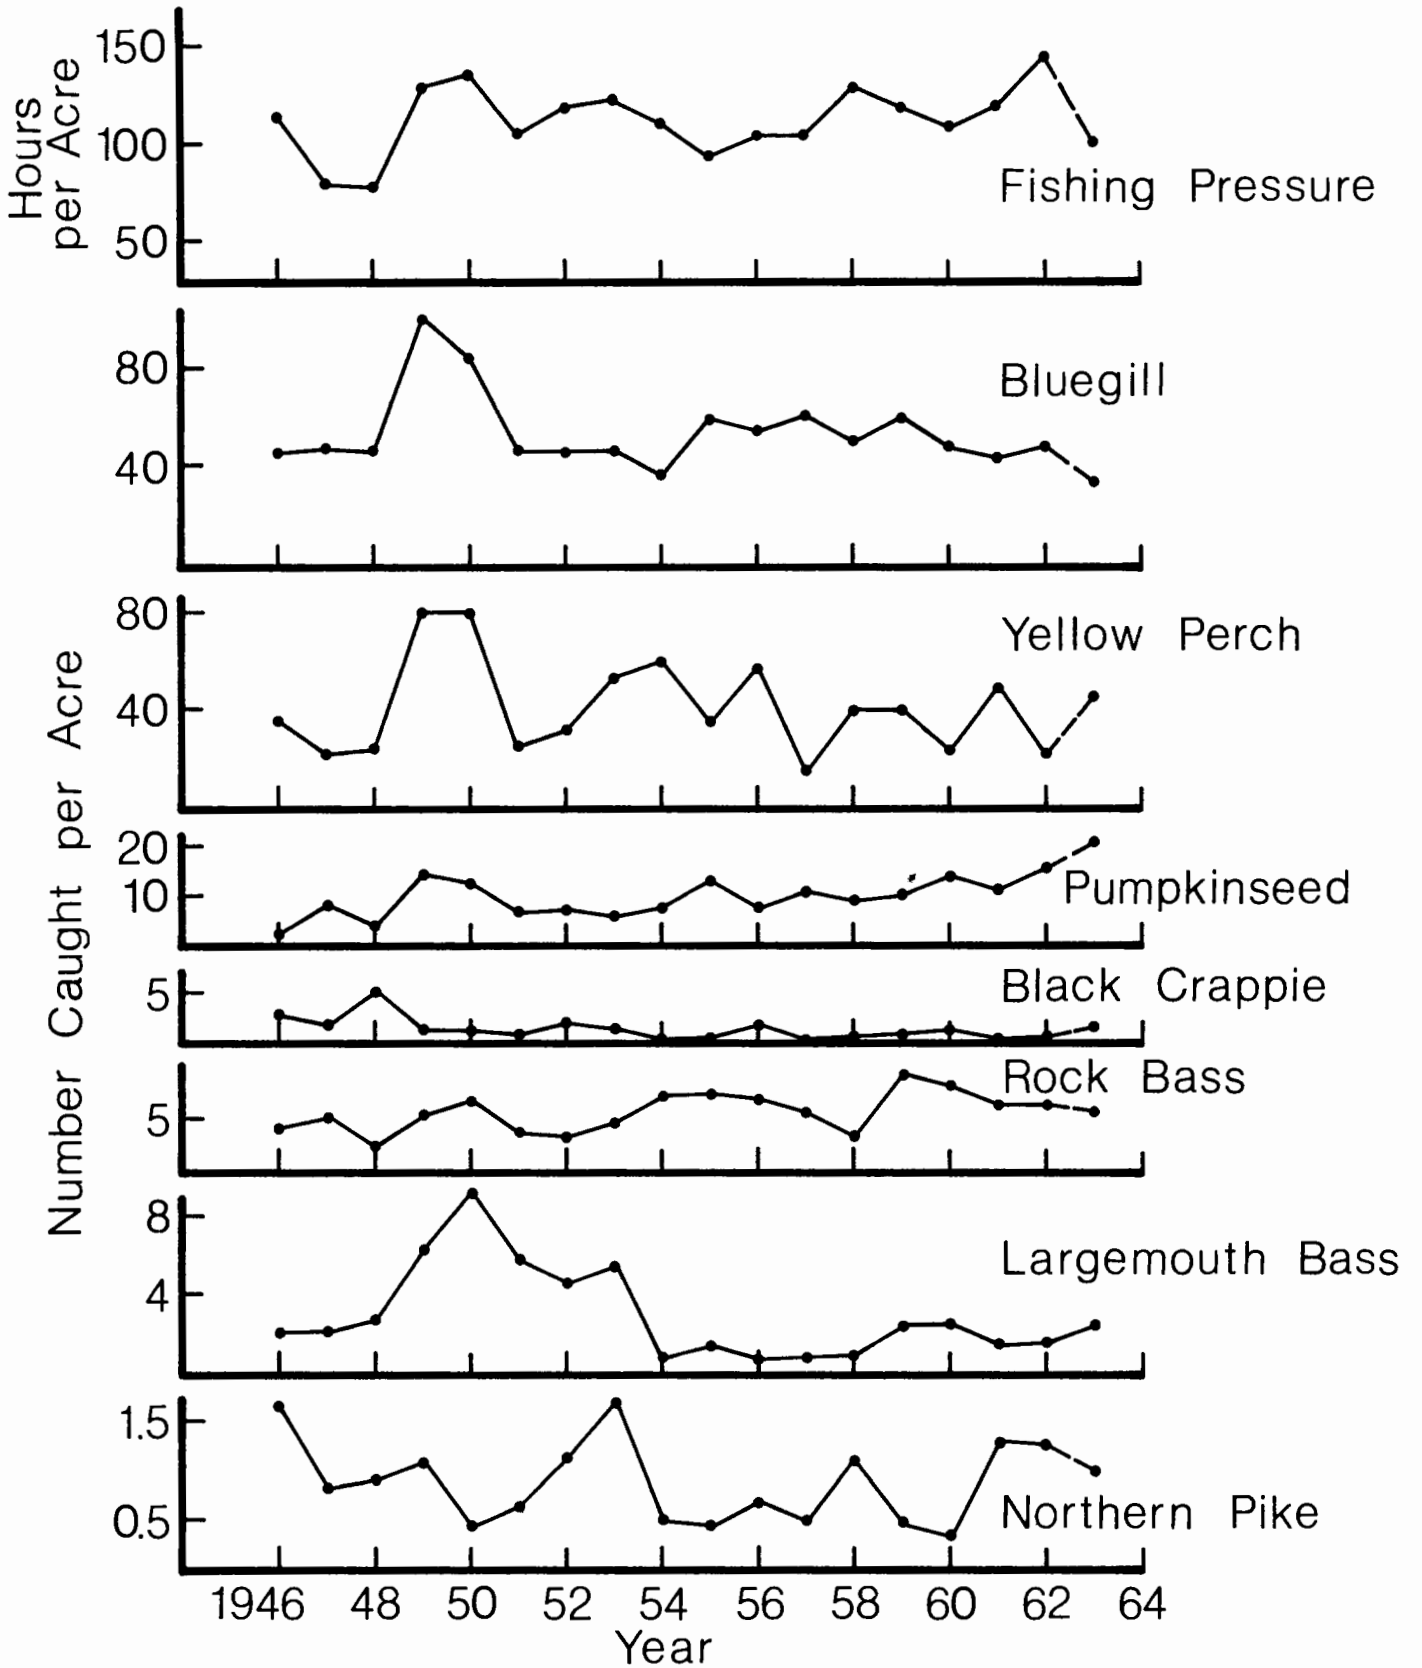 Hours
per Acre
150
100
50
Fishing Pressure
80
40
Bluegill
Number Caught per Acre
80
40
Yellow Perch
20
10
Pumpkinseed
5
Black Crappie
5
Rock Bass
8
4
Largemouth Bass
1.5
0.5
Northern Pike
1946 48 50 52 54 56 58 60 62 64
Year